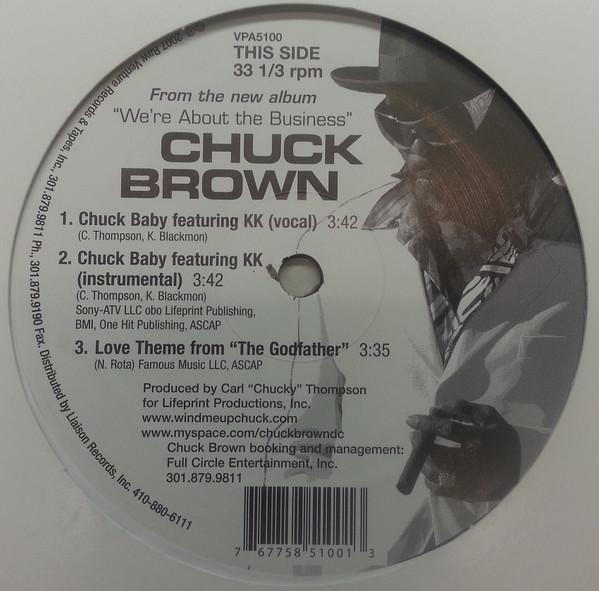 VPA5100
THIS SIDE
33 1/3 rpm
From the new album
"We're About the Business"
CHUCK
BROWN
1. Chuck Baby featuring KK (vocal) 3:42
(C. Thompson, K. Blackmon)
2. Chuck Baby featuring KK
(instrumental) 3:42
(C. Thompson, K. Blackmon)
Sony-ATV LLC obo Lifeprint Publishing,
BMI, One Hit Publishing, ASCAP
3. Love Theme from "The Godfather" 3:35
(N. Rota) Famous Music LLC, ASCAP
Produced by Carl "Chucky" Thompson
for Lifeprint Productions, Inc.
www.windmeupchuck.com
www.myspace.com/chuckbrowndc
Chuck Brown booking and management:
Full Circle Entertainment, Inc.
301.879.9811
7 67758 51001 3
2007 Raw Venture Records & Tapes, Inc., 301.879.9811 Ph., 301.879.9190 Fax. Distributed by Liaison Records, Inc. 410-880-6111